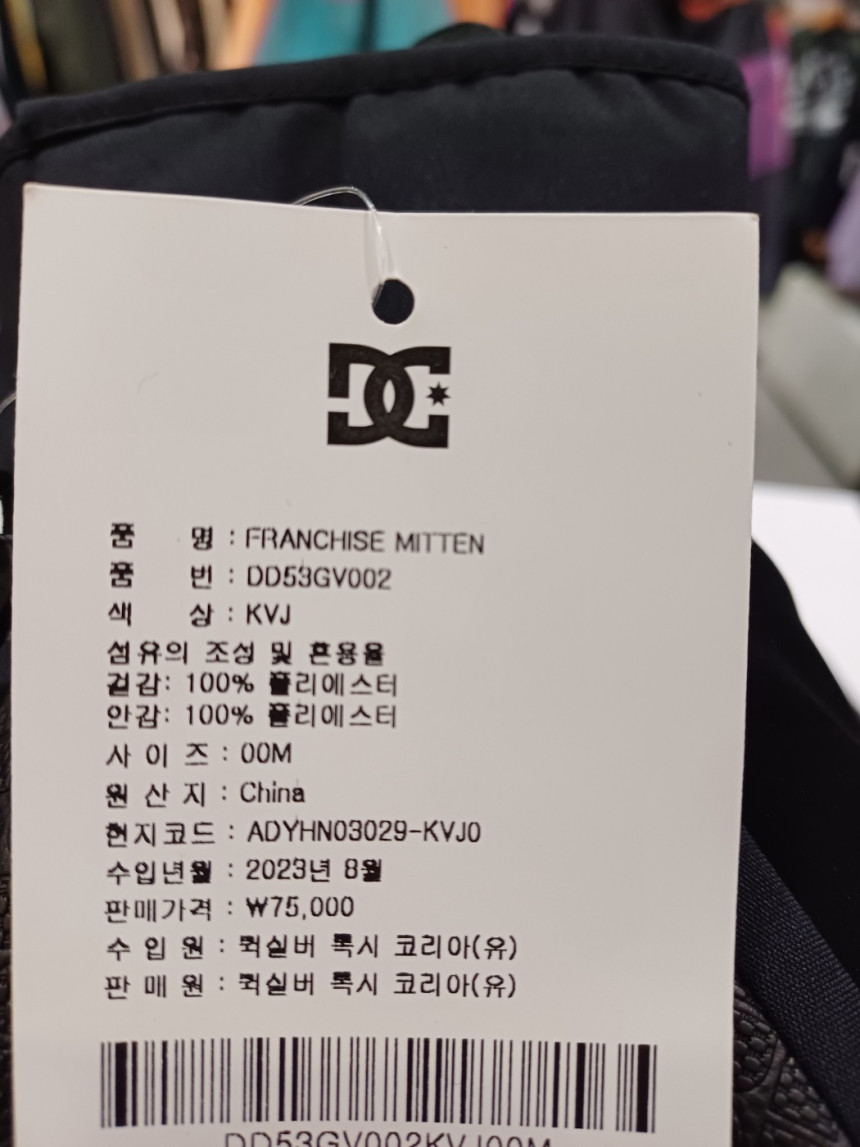 DC
품 명 : FRANCHISE MITTEN
품 번 : DD53GV002
색 상 : KVJ
섬유의 조성 및 혼용율
겉감: 100% 폴리에스터
안감: 100% 폴리에스터
사 이 즈 : 00M
원 산 지 : China
현지코드 : ADYHN03029-KVJ0
수입년월 : 2023년 8월
판매가격 : ₩75,000
수 입 원 : 퀵실버 록시 코리아(유)
판 매 원 : 퀵실버 록시 코리아(유)
DD53GV002KVJ00M